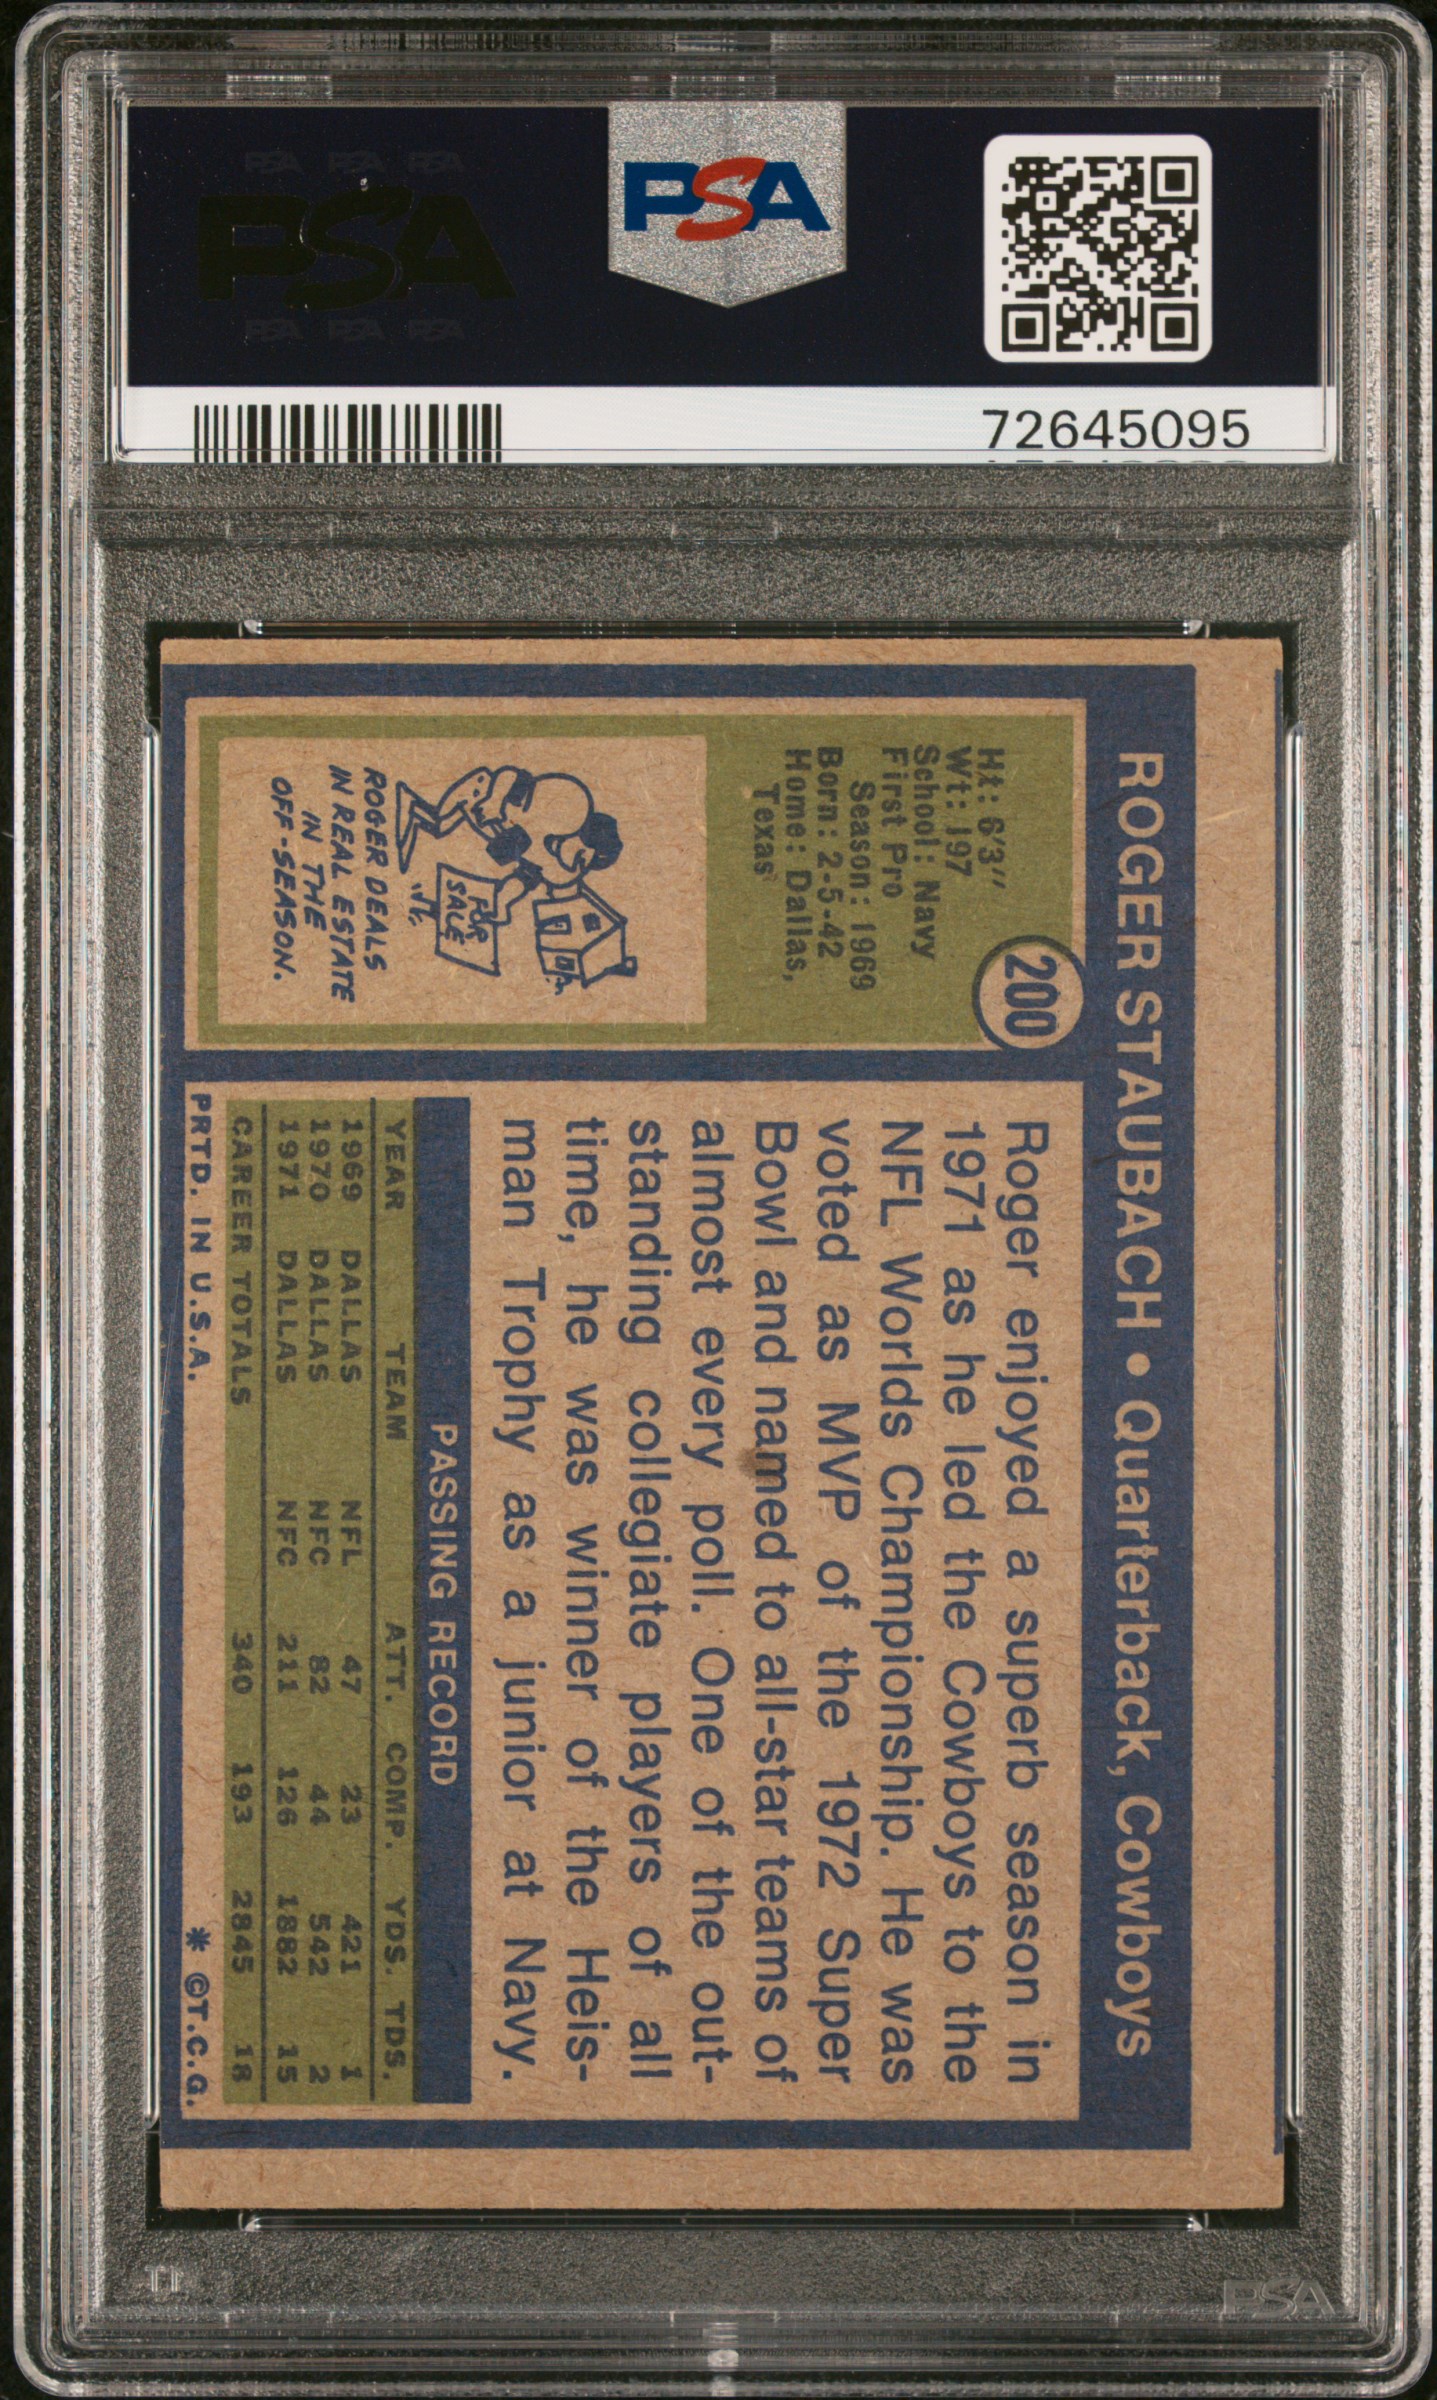 PSA PSA PSA
PSA
PSA PSA PSA
PSA
72645095
ROGER STAUBACH • Quarterback, Cowboys
200
Ht: 6'3"
Wt: 197
School: Navy
First Pro
Season: 1969
Born: 2-5-42
Home: Dallas,
Texas
FOR
SALE
ROGER DEALS
IN REAL ESTATE
IN THE
OFF-SEASON.
Roger enjoyed a superb season in
1971 as he led the Cowboys to the
NFL Worlds Championship. He was
voted as MVP of the 1972 Super
Bowl and named to all-star teams of
almost every poll. One of the out-
standing collegiate players of all
time, he was winner of the Heis-
man Trophy as a junior at Navy.
PASSING RECORD
YEAR TEAM ATT. COMP. YDS. TDS.
1969 DALLAS NFL 47 23 421 1
1970 DALLAS NFC 82 44 542 2
1971 DALLAS NFC 211 126 1882 15
CAREER TOTALS 340 193 2845 18
PRTD. IN U.S.A. * ©T.C.G.
PSA